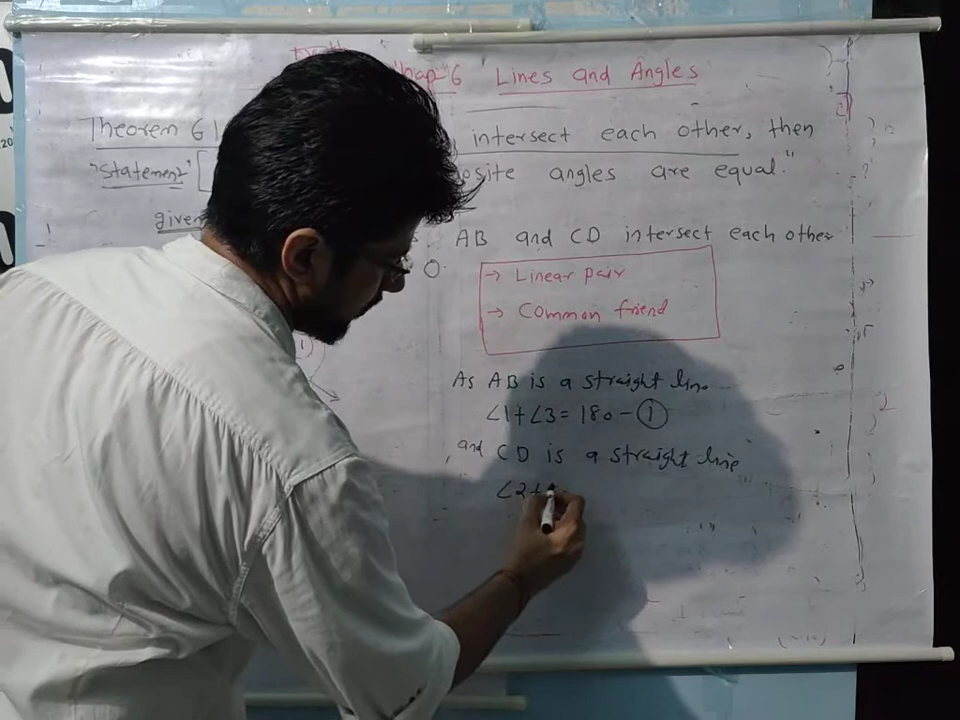 hap 6 Lines and Angles
Theorem 6.1 intersect each other, then
"Statement" [ osite angles are equal."
given AB and CD intersect each other
O.
→ Linear pair
→ Common friend
As AB is a straight line
∠1+∠3 = 180 - ①
and CD is a straight line
∠2+